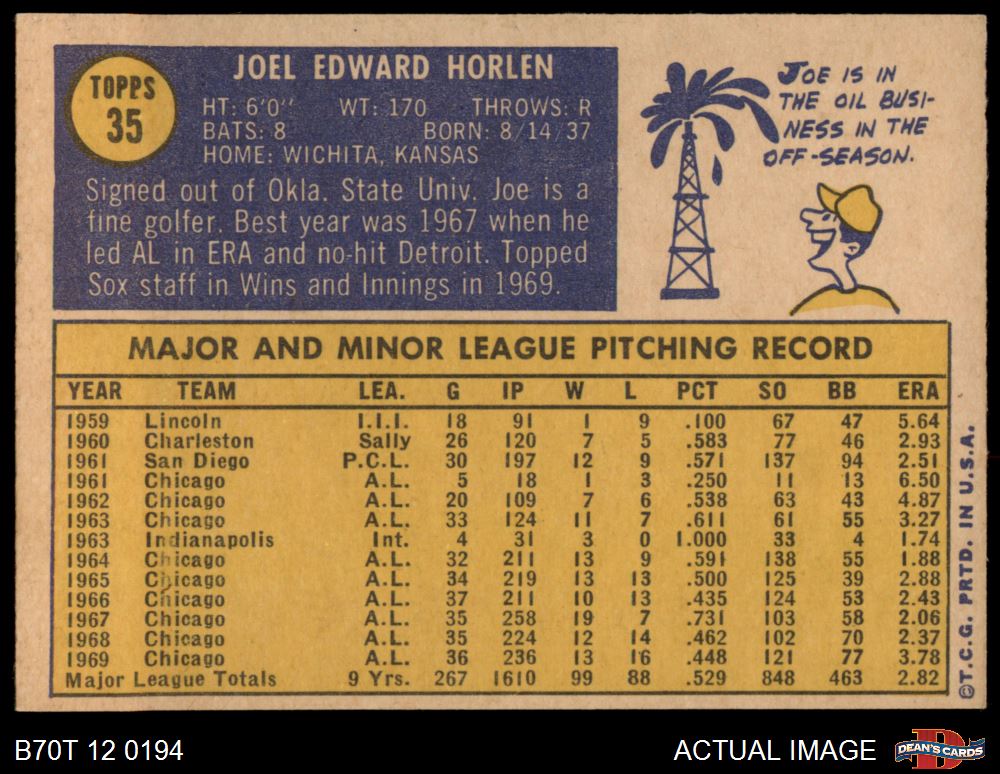 TOPPS
35
JOEL EDWARD HORLEN
HT: 6'0" WT: 170 THROWS: R
BATS: 8 BORN: 8/14/37
HOME: WICHITA, KANSAS
Signed out of Okla. State Univ. Joe is a
fine golfer. Best year was 1967 when he
led AL in ERA and no-hit Detroit. Topped
Sox staff in Wins and Innings in 1969.
JOE IS IN
THE OIL BUSI-
NESS IN THE
OFF-SEASON.
MAJOR AND MINOR LEAGUE PITCHING RECORD
YEAR TEAM LEA. G IP W L PCT SO BB ERA
1959 Lincoln I.I.I. 18 91 1 9 .100 67 47 5.64
1960 Charleston Sally 26 120 7 5 .583 77 46 2.93
1961 San Diego P.C.L. 30 197 12 9 .571 137 94 2.51
1961 Chicago A.L. 5 18 1 3 .250 11 13 6.50
1962 Chicago A.L. 20 109 7 6 .538 63 43 4.87
1963 Chicago A.L. 33 124 11 7 .611 61 55 3.27
1963 Indianapolis Int. 4 31 3 0 1.000 33 4 1.74
1964 Chicago A.L. 32 211 13 9 .591 138 55 1.88
1965 Chicago A.L. 34 219 13 13 .500 125 39 2.88
1966 Chicago A.L. 37 211 10 13 .435 124 53 2.43
1967 Chicago A.L. 35 258 19 7 .731 103 58 2.06
1968 Chicago A.L. 35 224 12 14 .462 102 70 2.37
1969 Chicago A.L. 36 236 13 16 .448 121 77 3.78
Major League Totals 9 Yrs. 267 1610 99 88 .529 848 463 2.82
©T.C.G. PRTD. IN U.S.A.
B70T 12 0194
ACTUAL IMAGE
DEAN'S CARDS